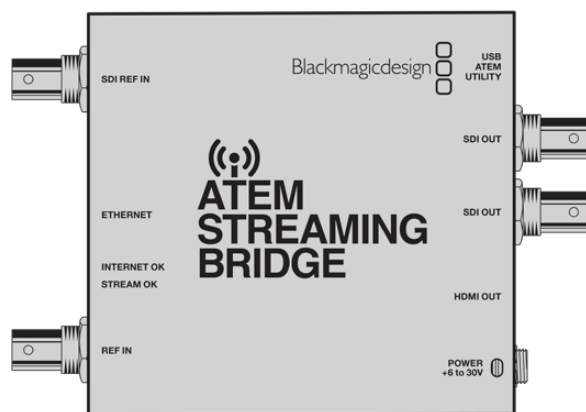 SDI REF IN
ETHERNET
INTERNET OK
STREAM OK
REF IN
Blackmagicdesign
ATEM
STREAMING
BRIDGE
USB
ATEM
UTILITY
SDI OUT
SDI OUT
HDMI OUT
POWER
+6 to 30V